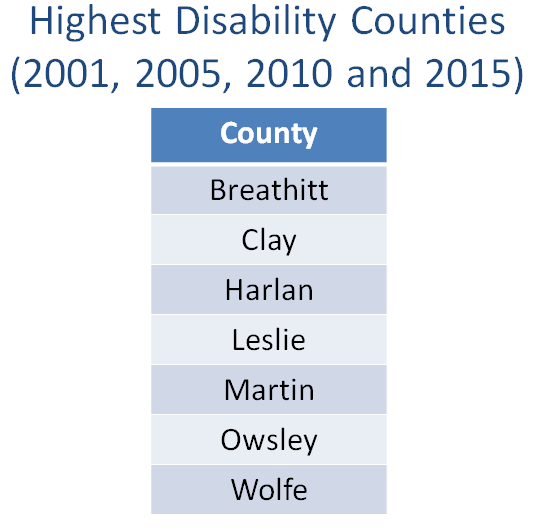 Highest Disability Counties
(2001, 2005, 2010 and 2015)
County
Breathitt
Clay
Harlan
Leslie
Martin
Owsley
Wolfe